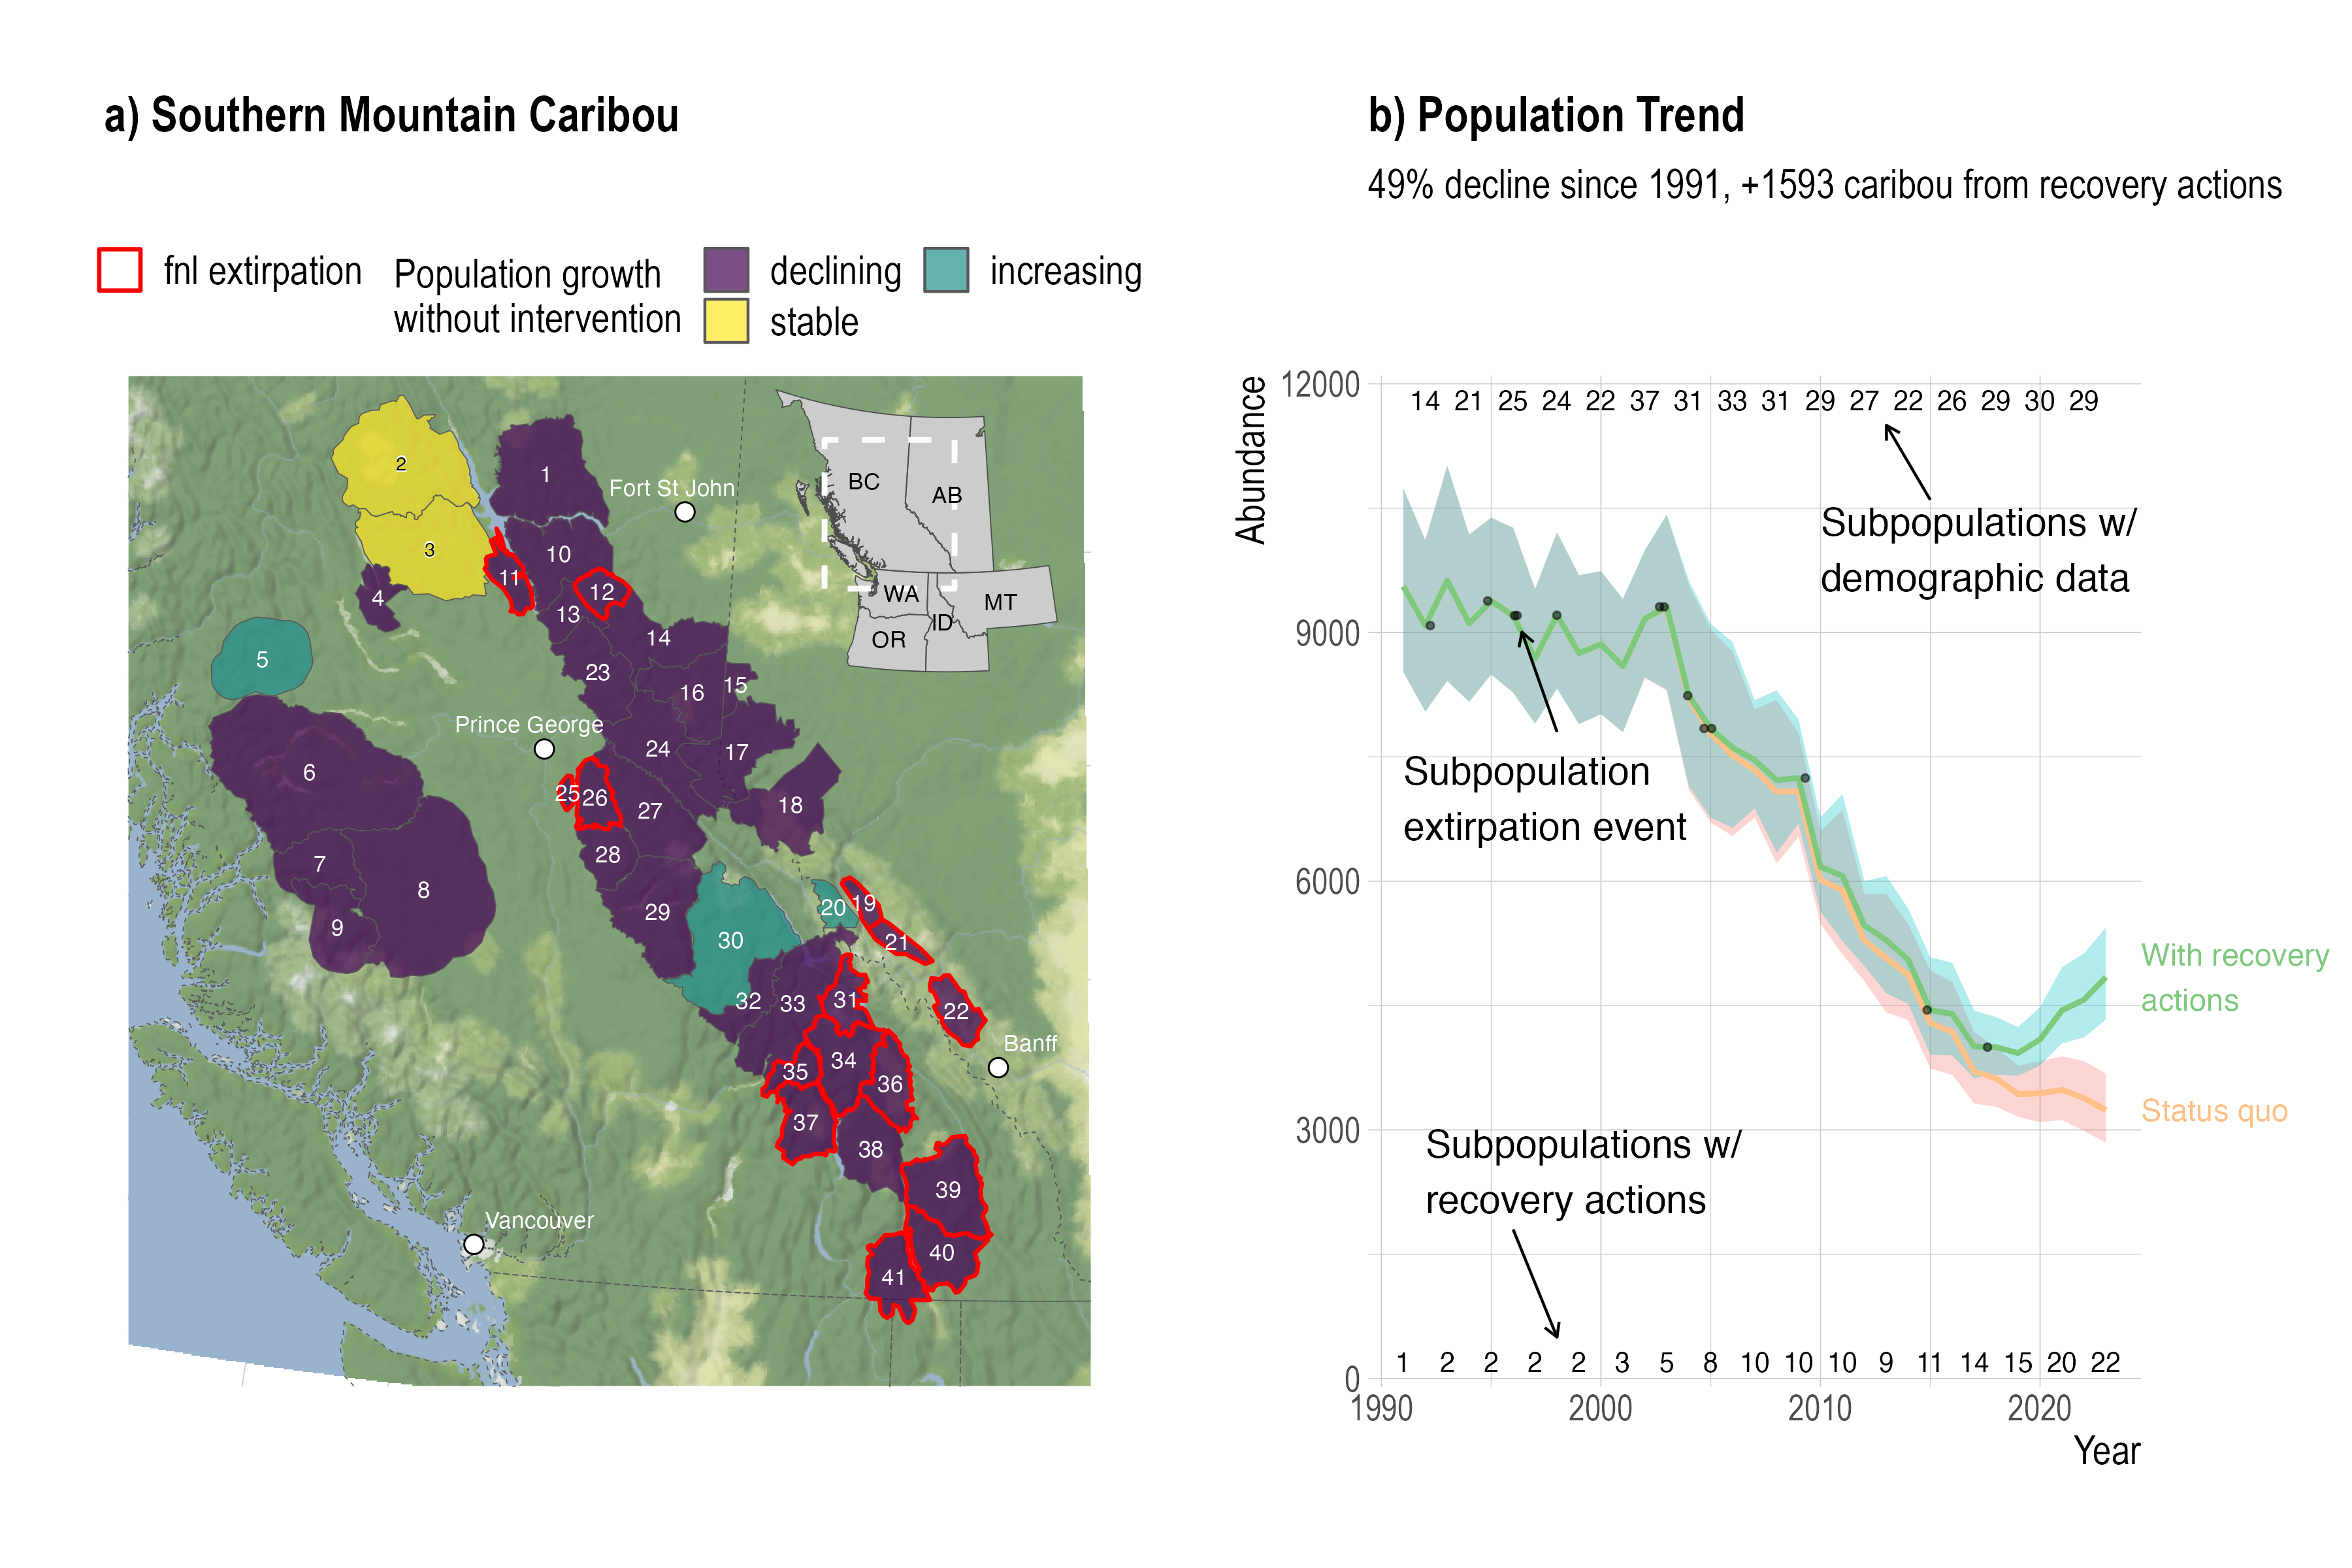 a) Southern Mountain Caribou
fnl extirpation
Population growth
without intervention
declining
increasing
stable
1
2
3
4
5
6
7
8
9
10
11
12
13
14
15
16
17
18
19
20
21
22
23
24
25
26
27
28
29
30
31
32
33
34
35
36
37
38
39
40
41
Fort St John
Prince George
Banff
Vancouver
BC
AB
WA
MT
ID
OR
b) Population Trend
49% decline since 1991, +1593 caribou from recovery actions
Abundance
12000
9000
6000
3000
0
14 21 25 24 22 37 31 33 31 29 27 22 26 29 30 29
Subpopulations w/
demographic data
Subpopulation
extirpation event
With recovery
actions
Status quo
Subpopulations w/
recovery actions
1 2 2 2 2 3 5 8 10 10 10 9 11 14 15 20 22
1990 2000 2010 2020
Year